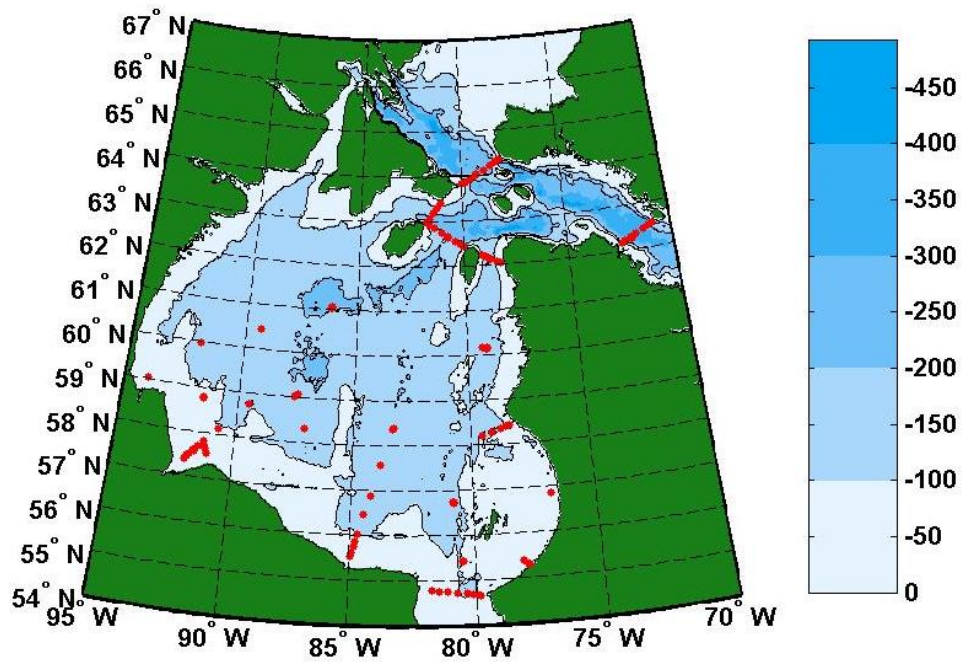 67° N
66° N
65° N
64° N
63° N
62° N
61° N
60° N
59° N
58° N
57° N
56° N
55° N
54° N
95° W
90° W
85° W
80° W
75° W
70° W
-450
-400
-350
-300
-250
-200
-150
-100
-50
0